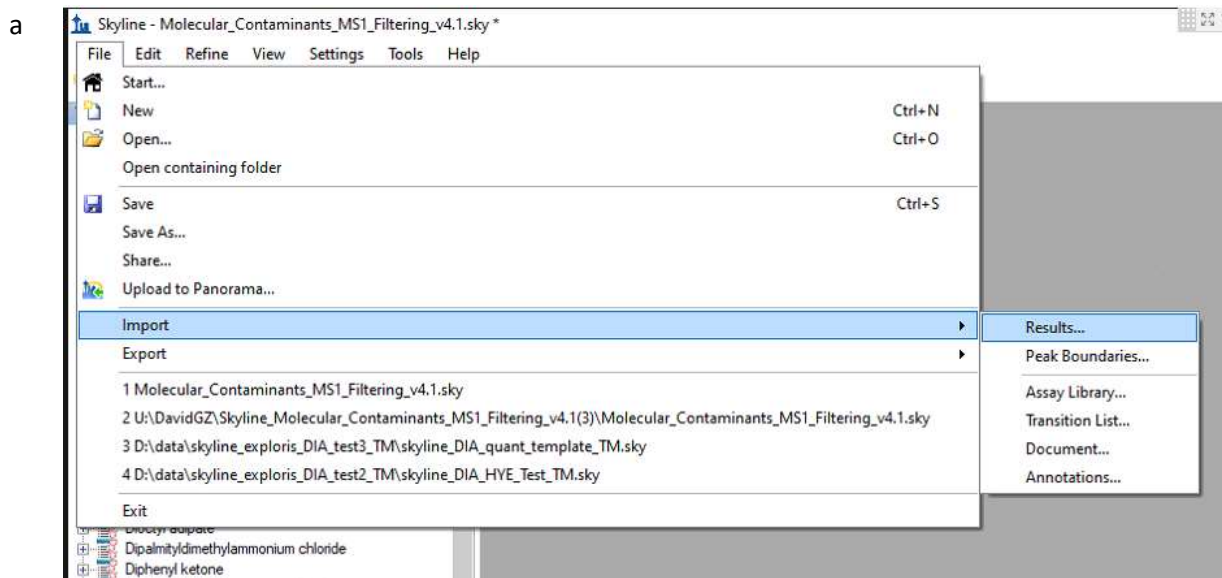 a
Skyline - Molecular_Contaminants_MS1_Filtering_v4.1.sky *
File Edit Refine View Settings Tools Help
Start...
New Ctrl+N
Open... Ctrl+O
Open containing folder
Save Ctrl+S
Save As...
Share...
Upload to Panorama...
Import Results...
Export Peak Boundaries...
1 Molecular_Contaminants_MS1_Filtering_v4.1.sky Assay Library...
2 U:\DavidGZ\Skyline_Molecular_Contaminants_MS1_Filtering_v4.1(3)\Molecular_Contaminants_MS1_Filtering_v4.1.sky Transition List...
3 D:\data\skyline_exploris_DIA_test3_TM\skyline_DIA_quant_template_TM.sky Document...
4 D:\data\skyline_exploris_DIA_test2_TM\skyline_DIA_HYE_Test_TM.sky Annotations...
Exit
Dioctyl adipate
Dipalmityldimethylammonium chloride
Diphenyl ketone